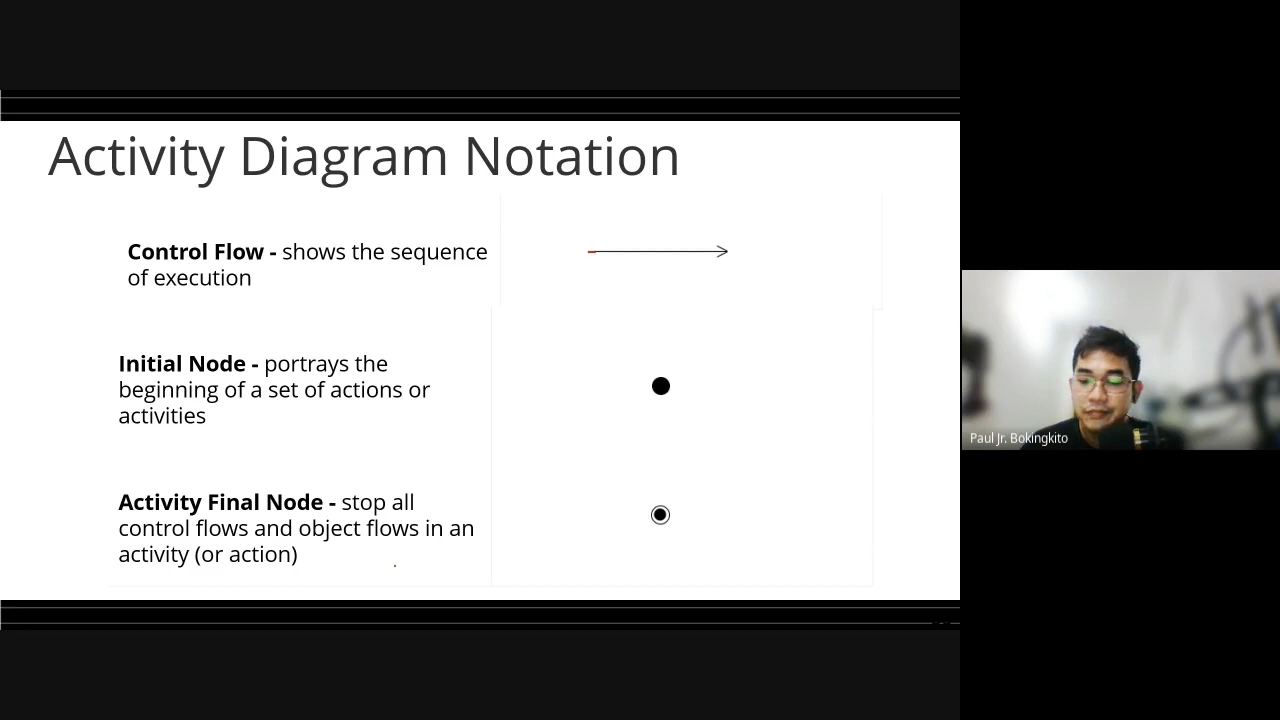 Activity Diagram Notation
Control Flow - shows the sequence
of execution
Initial Node - portrays the
beginning of a set of actions or
activities
Activity Final Node - stop all
control flows and object flows in an
activity (or action)
Paul Jr. Bokingkito